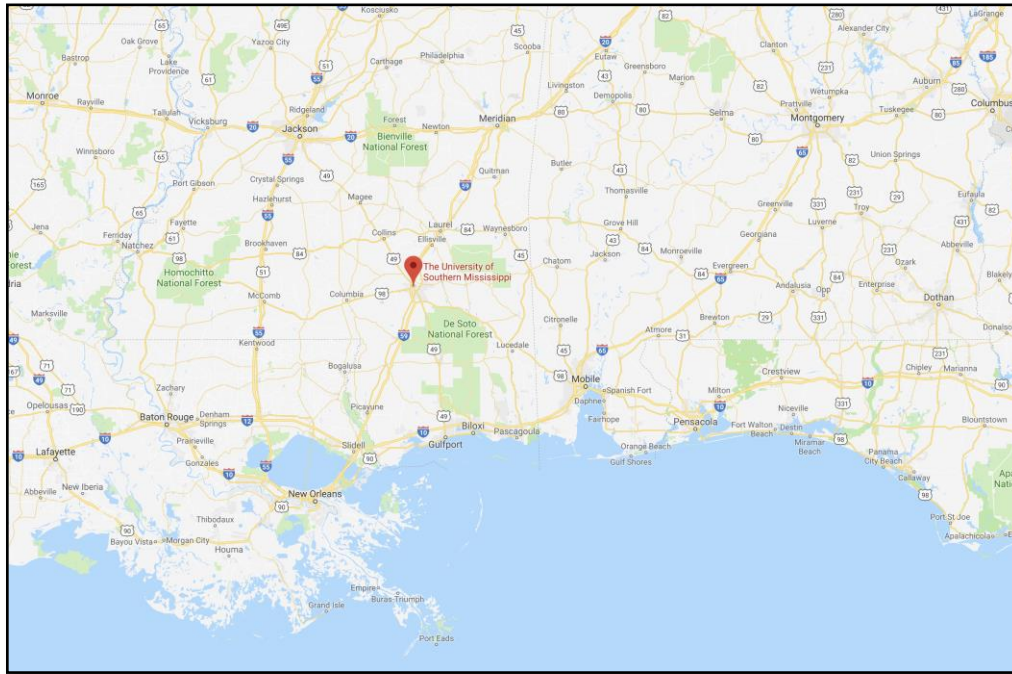 Kosciusko
LaGrange
Alexander City
Oak Grove
Yazoo City
Philadelphia
Scooba
Eutaw
Clanton
Bastrop
Lake
Providence
Carthage
Greensboro
Marion
Auburn
Livingston
Demopolis
Wetumpka
Prattville
Monroe
Rayville
Tallulah
Vicksburg
Ridgeland
Jackson
Forest
Newton
Meridian
Selma
Montgomery
Tuskegee
Columbus
Bienville
National Forest
Winnsboro
Quitman
Butler
Union Springs
Port Gibson
Crystal Springs
Hazlehurst
Magee
Thomasville
Greenville
Troy
Eufaula
Jena
Ferriday
Natchez
Fayette
Brookhaven
Collins
Laurel
Ellisville
Waynesboro
Grove Hill
Jackson
Monroeville
Georgiana
Luverne
Abbeville
Homochitto
National Forest
McComb
Columbia
The University of
Southern Mississippi
Chatom
Evergreen
Ozark
Andalusia
Opp
Enterprise
Blakely
Dothan
Marksville
De Soto
National Forest
Citronelle
Lucedale
Atmore
Brewton
Donalso
Kentwood
Bogalusa
Zachary
Picayune
Mobile
Spanish Fort
Daphne
Fairhope
Milton
Crestview
Chipley
Marianna
Opelousas
Baton Rouge
Denham
Springs
Prairieville
Gonzales
Slidell
Gulfport
Biloxi
Pascagoula
Pensacola
Niceville
Fort Walton
Beach
Destin
Miramar
Beach
Blountstown
Orange Beach
Gulf Shores
Panama
City Beach
Callaway
Lafayette
Abbeville
New Iberia
New Orleans
Thibodaux
Bayou Vista
Morgan City
Houma
Port St Joe
Apalachicola
Empire
Buras-Triumph
Grand Isle
Port Eads